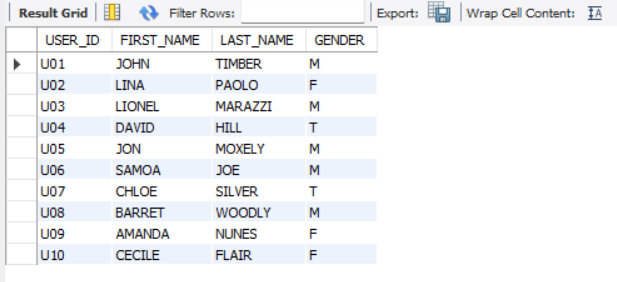 Result Grid Filter Rows: Export: Wrap Cell Content: IA
USER_ID FIRST_NAME LAST_NAME GENDER
U01 JOHN TIMBER M
U02 LINA PAOLO F
U03 LIONEL MARAZZI M
U04 DAVID HILL T
U05 JON MOXELY M
U06 SAMOA JOE M
U07 CHLOE SILVER T
U08 BARRET WOODLY M
U09 AMANDA NUNES F
U10 CECILE FLAIR F